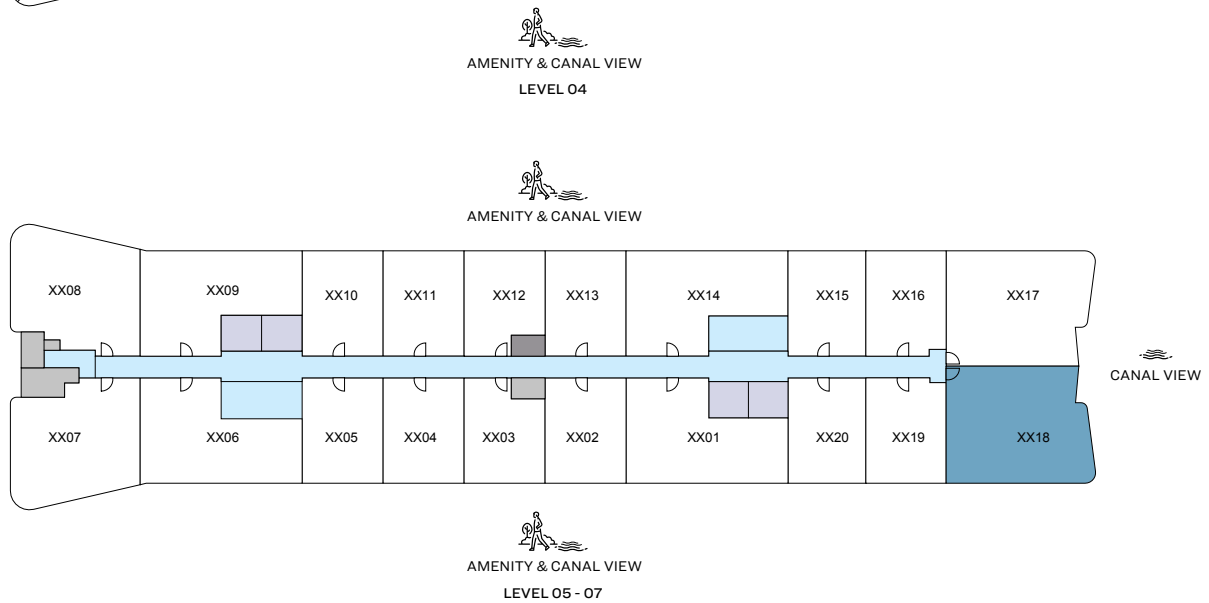 AMENITY & CANAL VIEW
LEVEL 04
AMENITY & CANAL VIEW
XX08 XX09 XX10 XX11 XX12 XX13 XX14 XX15 XX16 XX17
CANAL VIEW
XX07 XX06 XX05 XX04 XX03 XX02 XX01 XX20 XX19 XX18
AMENITY & CANAL VIEW
LEVEL 05 - 07